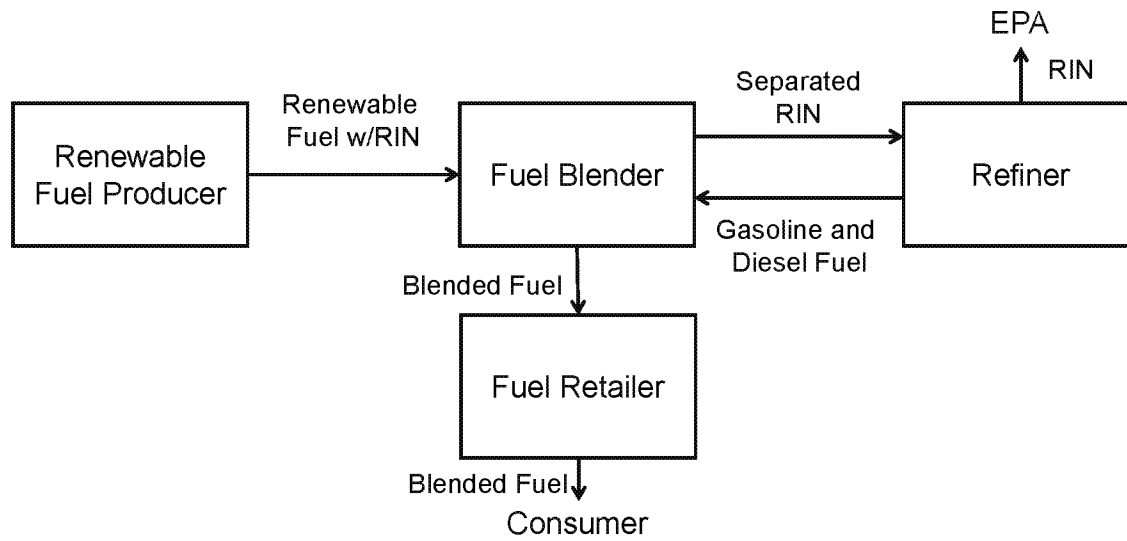 EPA
RIN
Separated
RIN
Renewable
Fuel w/RIN
Renewable
Fuel Producer
Fuel Blender
Refiner
Gasoline and
Diesel Fuel
Blended Fuel
Fuel Retailer
Blended Fuel
Consumer